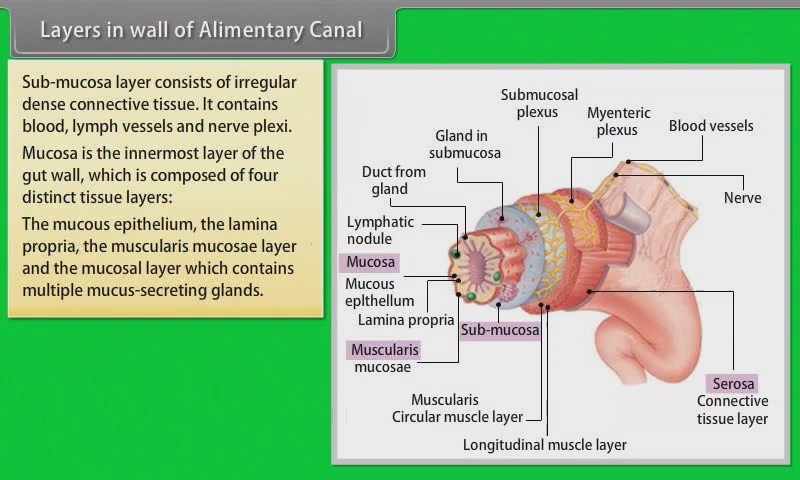 Layers in wall of Alimentary Canal
Sub-mucosa layer consists of irregular
dense connective tissue. It contains
blood, lymph vessels and nerve plexi.
Mucosa is the innermost layer of the
gut wall, which is composed of four
distinct tissue layers:
The mucous epithelium, the lamina
propria, the muscularis mucosae layer
and the mucosal layer which contains
multiple mucus-secreting glands.
Submucosal
plexus
Myenteric
plexus
Blood vessels
Gland in
submucosa
Duct from
gland
Nerve
Lymphatic
nodule
Mucosa
Mucous
eplthellum
Lamina propria
Sub-mucosa
Muscularis
mucosae
Serosa
Connective
tissue layer
Muscularis
Circular muscle layer
Longitudinal muscle layer